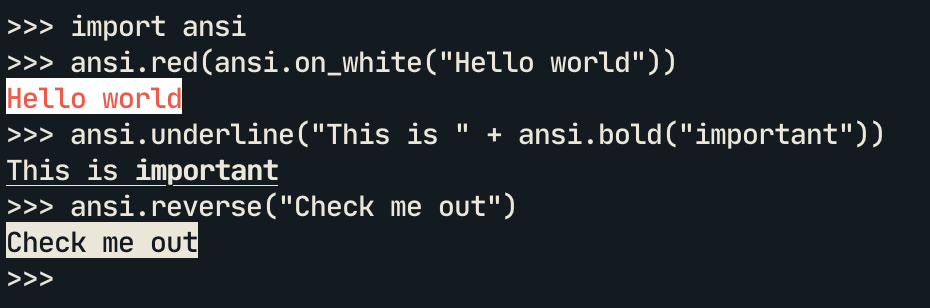 >>> import ansi
>>> ansi.red(ansi.on_white("Hello world"))
Hello world
>>> ansi.underline("This is " + ansi.bold("important"))
This is important
>>> ansi.reverse("Check me out")
Check me out
>>>